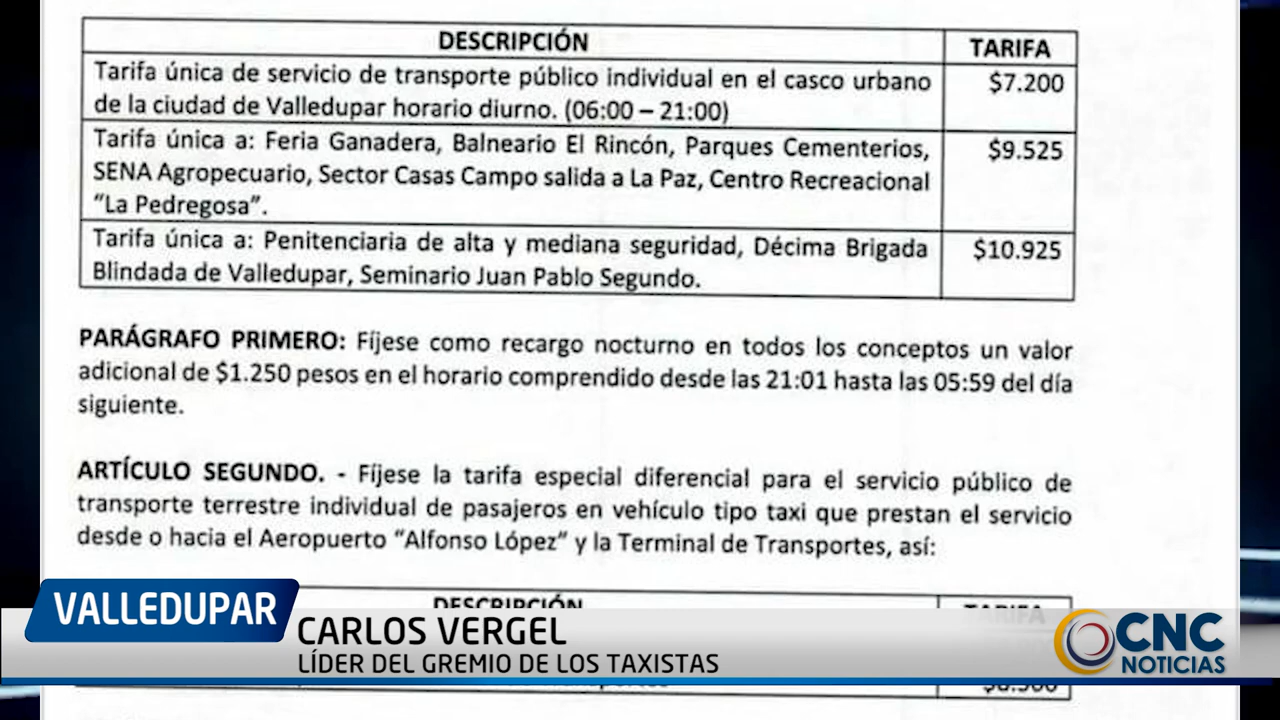 DESCRIPCIÓN TARIFA
Tarifa única de servicio de transporte público individual en el casco urbano $7.200
de la ciudad de Valledupar horario diurno. (06:00 – 21:00)
Tarifa única a: Feria Ganadera, Balneario El Rincón, Parques Cementerios, $9.525
SENA Agropecuario, Sector Casas Campo salida a La Paz, Centro Recreacional
“La Pedregosa”.
Tarifa única a: Penitenciaria de alta y mediana seguridad, Décima Brigada $10.925
Blindada de Valledupar, Seminario Juan Pablo Segundo.
PARÁGRAFO PRIMERO: Fíjese como recargo nocturno en todos los conceptos un valor
adicional de $1.250 pesos en el horario comprendido desde las 21:01 hasta las 05:59 del día
siguiente.
ARTÍCULO SEGUNDO. - Fíjese la tarifa especial diferencial para el servicio público de
transporte terrestre individual de pasajeros en vehículo tipo taxi que prestan el servicio
desde o hacia el Aeropuerto “Alfonso López” y la Terminal de Transportes, así:
DESCRIPCIÓN TARIFA
VALLEDUPAR
CARLOS VERGEL
LÍDER DEL GREMIO DE LOS TAXISTAS
CNC
NOTICIAS